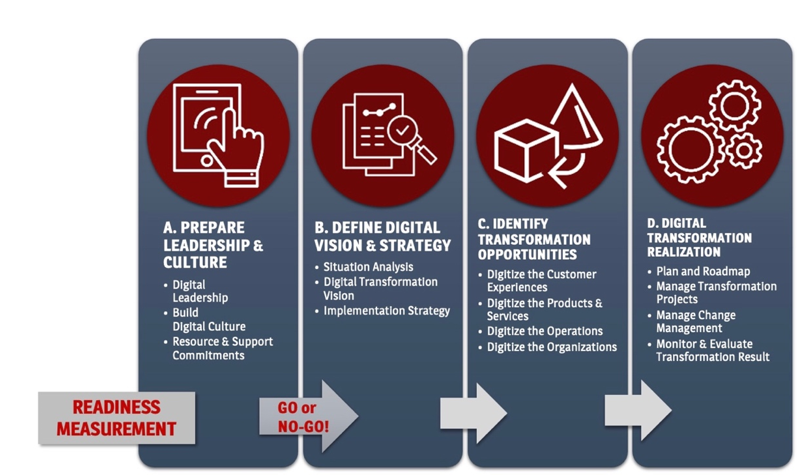 A. PREPARE
LEADERSHIP &
CULTURE
• Digital
Leadership
• Build
Digital Culture
• Resource & Support
Commitments
B. DEFINE DIGITAL
VISION & STRATEGY
• Situation Analysis
• Digital Transformation
Vision
• Implementation Strategy
C. IDENTIFY
TRANSFORMATION
OPPORTUNITIES
• Digitize the Customer
Experiences
• Digitize the Products &
Services
• Digitize the Operations
• Digitize the Organizations
D. DIGITAL
TRANSFORMATION
REALIZATION
• Plan and Roadmap
• Manage Transformation
Projects
• Manage Change
Management
• Monitor & Evaluate
Transformation Result
READINESS
MEASUREMENT
GO or
NO-GO!